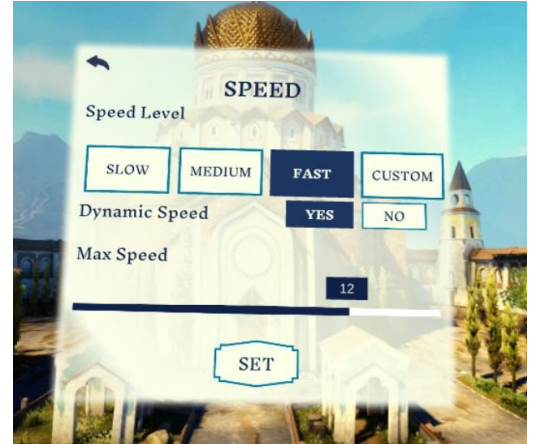 SPEED
Speed Level
SLOW MEDIUM FAST CUSTOM
Dynamic Speed YES NO
Max Speed
12
SET